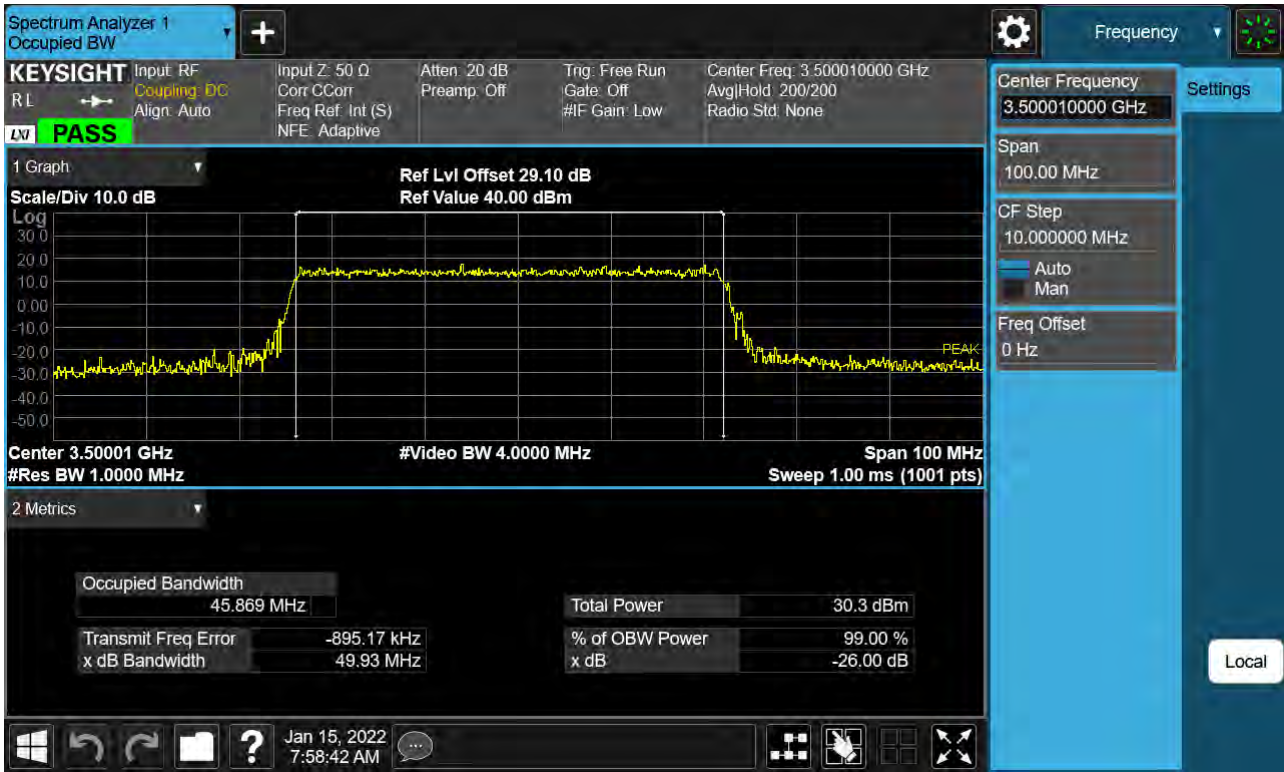 Spectrum Analyzer 1
Occupied BW
+
Frequency
KEYSIGHT
RL
LXI PASS
Input: RF
Coupling: DC
Align: Auto
Input Z: 50 Ω
Corr CCorr
Freq Ref: Int (S)
NFE: Adaptive
Atten: 20 dB
Preamp: Off
Trig: Free Run
Gate: Off
#IF Gain: Low
Center Freq: 3.500010000 GHz
Avg|Hold: 200/200
Radio Std: None
Center Frequency
3.500010000 GHz
Settings
Span
100.00 MHz
CF Step
10.000000 MHz
Auto
Man
Freq Offset
0 Hz
1 Graph
Scale/Div 10.0 dB
Ref Lvl Offset 29.10 dB
Ref Value 40.00 dBm
Log
30.0
20.0
10.0
0.00
-10.0
-20.0
-30.0
-40.0
-50.0
PEAK
Center 3.50001 GHz
#Res BW 1.0000 MHz
#Video BW 4.0000 MHz
Span 100 MHz
Sweep 1.00 ms (1001 pts)
2 Metrics
Occupied Bandwidth
45.869 MHz
Transmit Freq Error -895.17 kHz
x dB Bandwidth 49.93 MHz
Total Power 30.3 dBm
% of OBW Power 99.00 %
x dB -26.00 dB
Local
?
Jan 15, 2022
7:58:42 AM